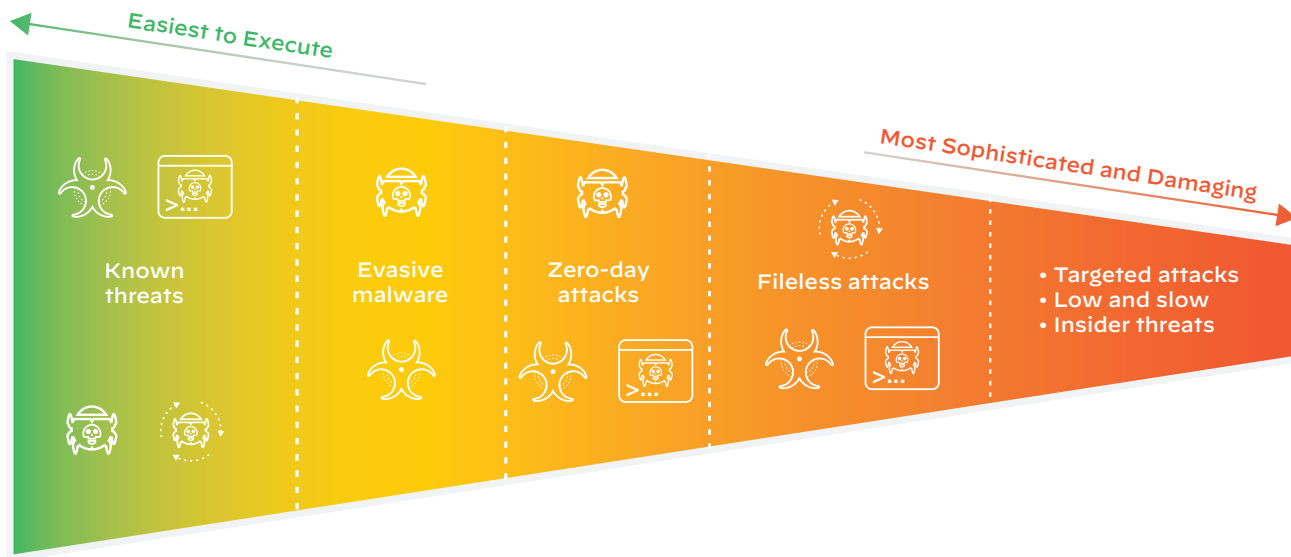 Easiest to Execute
Most Sophisticated and Damaging
>...
Known
threats
Evasive
malware
Zero-day
attacks
>...
Fileless attacks
>...
• Targeted attacks
• Low and slow
• Insider threats